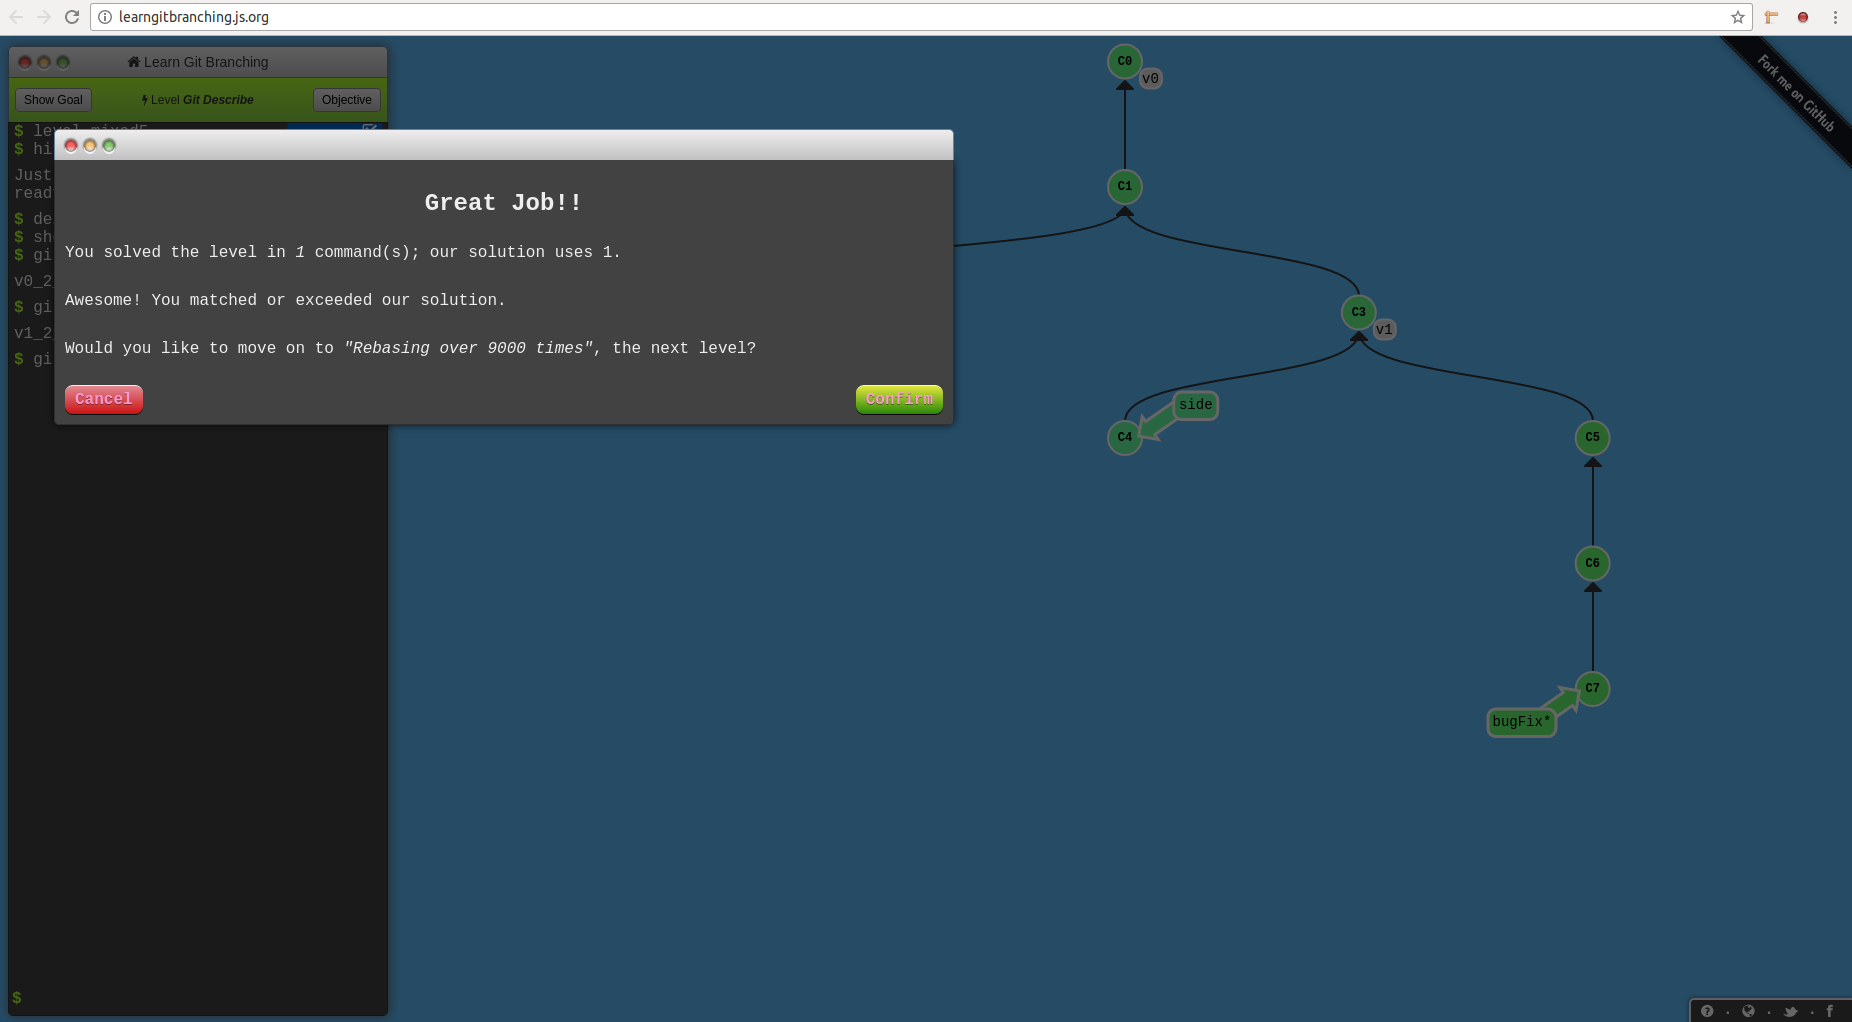 learngitbranching.js.org
Learn Git Branching
Show Goal
Level Git Describe
Objective
$ level mixed5
$ hi
Just
read
$ de
$ sh
$ gi
v0_2
$ gi
v1_2
$ gi
$
Great Job!!
You solved the level in 1 command(s); our solution uses 1.
Awesome! You matched or exceeded our solution.
Would you like to move on to "Rebasing over 9000 times", the next level?
Cancel
Confirm
C0
v0
C1
C3
v1
side
C4
C5
C6
C7
bugFix*
Fork me on GitHub